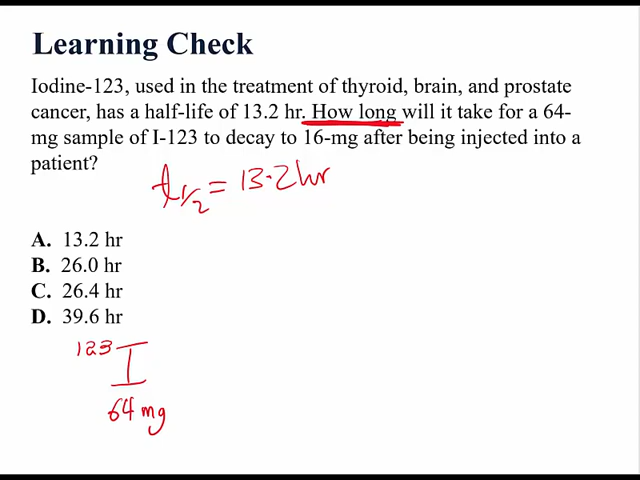 Learning Check
Iodine-123, used in the treatment of thyroid, brain, and prostate
cancer, has a half-life of 13.2 hr. How long will it take for a 64-
mg sample of I-123 to decay to 16-mg after being injected into a
patient?
t1/2 = 13.2 hr
A. 13.2 hr
B. 26.0 hr
C. 26.4 hr
D. 39.6 hr
123 I
64 mg